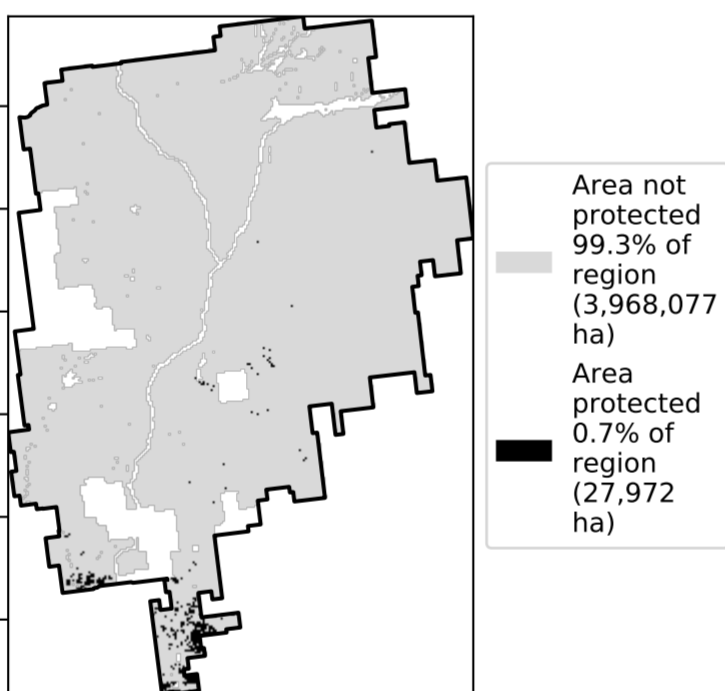 Area not
protected
99.3% of
region
(3,968,077
ha)
Area
protected
0.7% of
region
(27,972
ha)